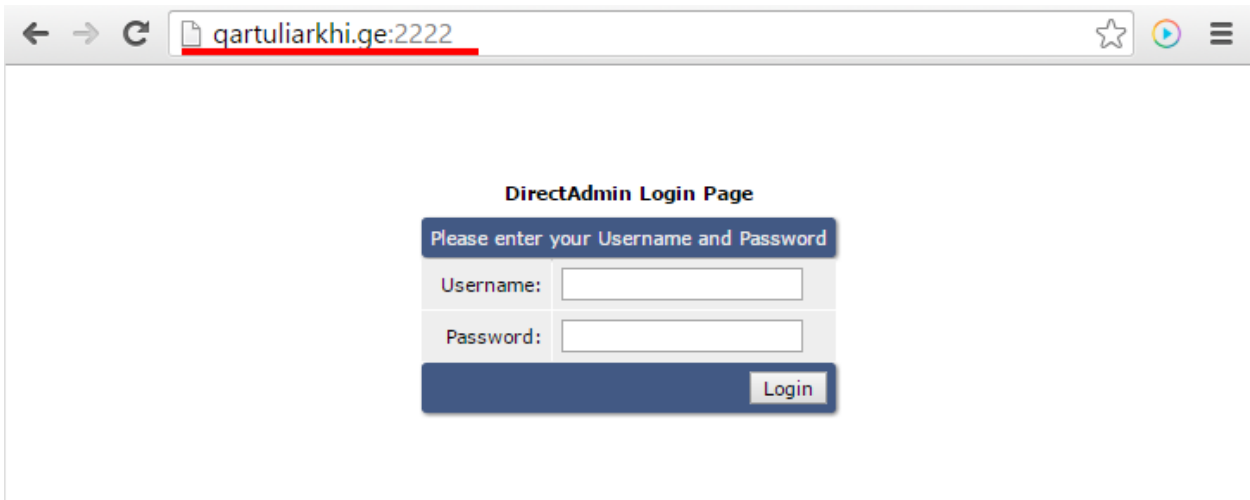 qartuliarkhi.ge:2222
DirectAdmin Login Page
Please enter your Username and Password
Username:
Password:
Login